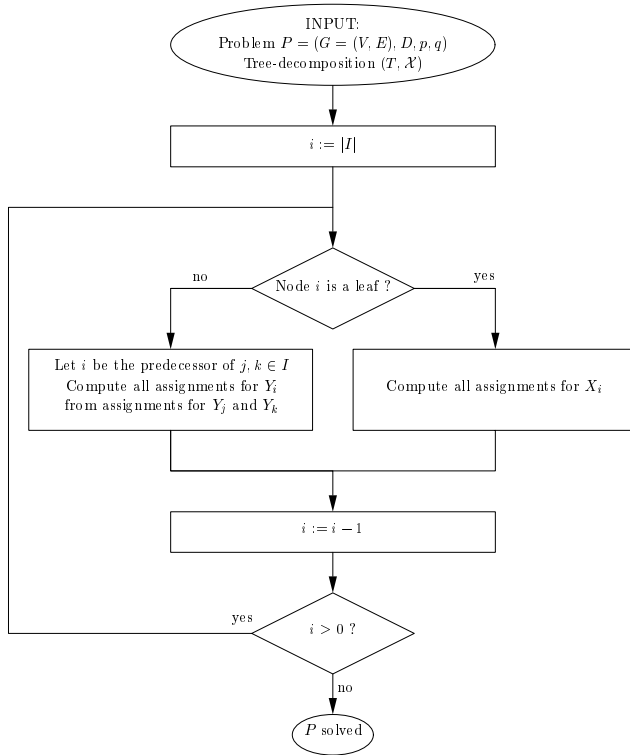 INPUT:
Problem P = (G = (V, E), D, p, q)
Tree-decomposition (T, 𝒳)
i := |I|
Node i is a leaf ?
no
yes
Let i be the predecessor of j, k ∈ I
Compute all assignments for Y_i
from assignments for Y_j and Y_k
Compute all assignments for X_i
i := i − 1
yes
i > 0 ?
no
P solved